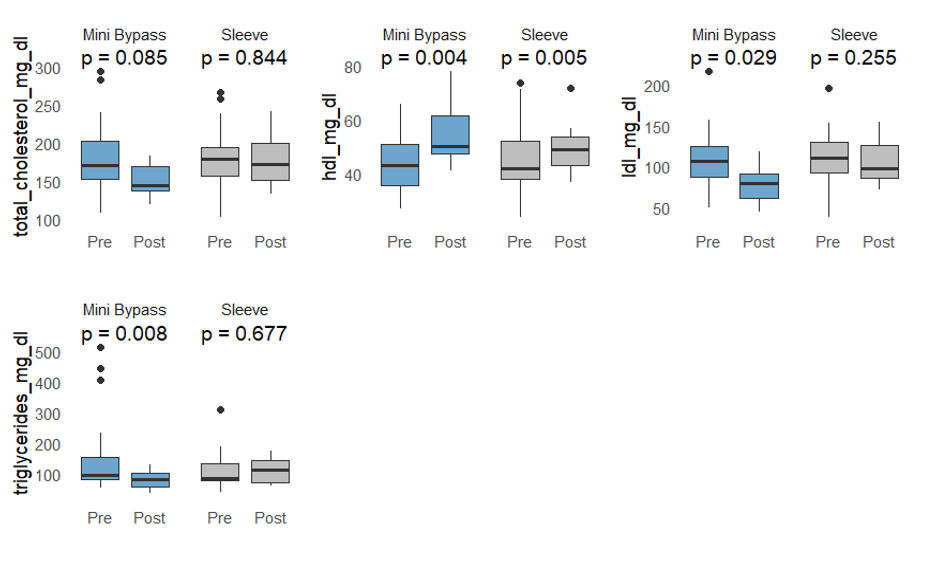 Mini Bypass Sleeve
p = 0.085 p = 0.844
total_cholesterol_mg_dl
300
250
200
150
100
Pre Post Pre Post
Mini Bypass Sleeve
p = 0.004 p = 0.005
hdl_mg_dl
80
60
40
Pre Post Pre Post
Mini Bypass Sleeve
p = 0.029 p = 0.255
ldl_mg_dl
200
150
100
50
Pre Post Pre Post
Mini Bypass Sleeve
p = 0.008 p = 0.677
triglycerides_mg_dl
500
400
300
200
100
Pre Post Pre Post